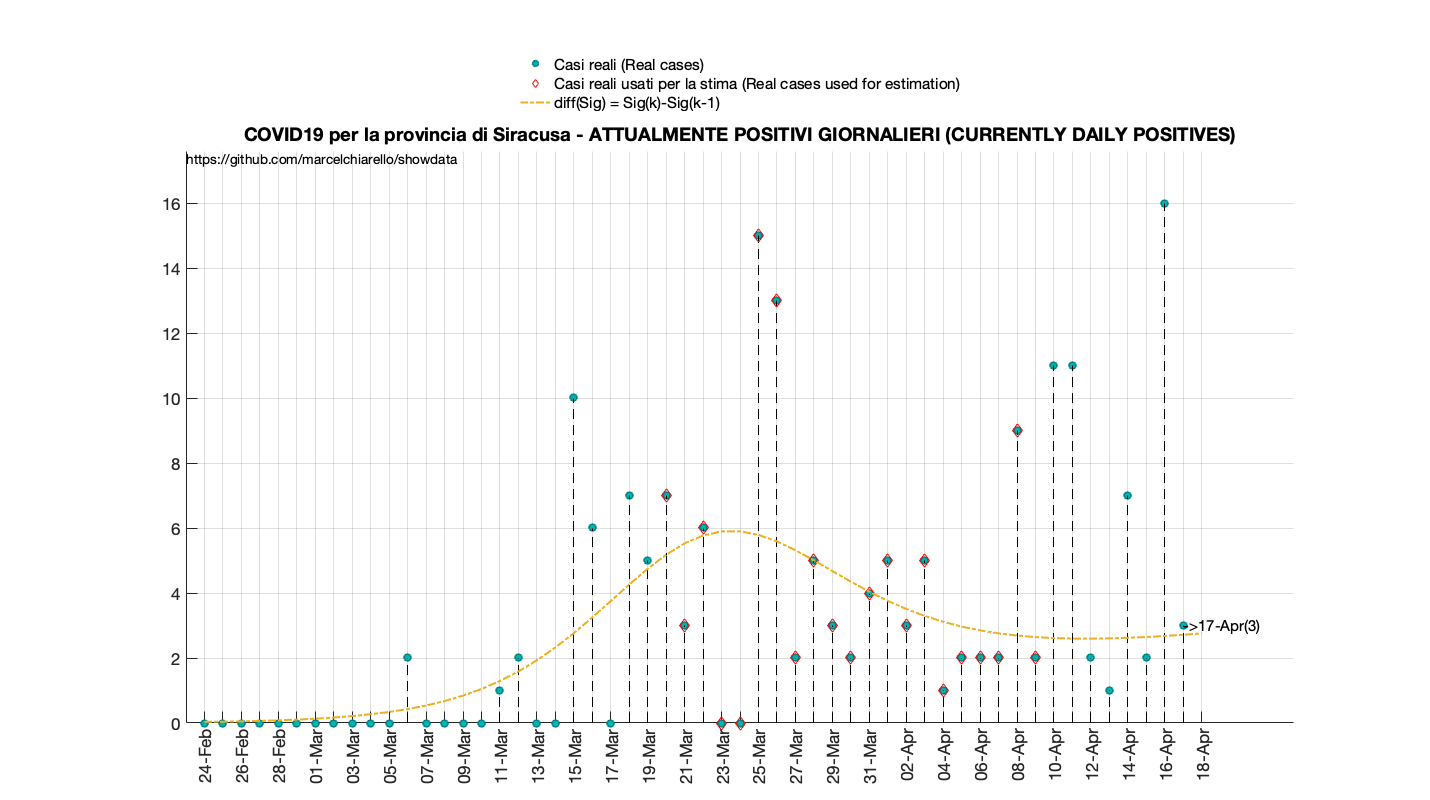 Casi reali (Real cases)
Casi reali usati per la stima (Real cases used for estimation)
diff(Sig) = Sig(k)-Sig(k-1)
COVID19 per la provincia di Siracusa - ATTUALMENTE POSITIVI GIORNALIERI (CURRENTLY DAILY POSITIVES)
https://github.com/marcelchiarello/showdata
16
14
12
10
8
6
4
2
0
->17-Apr(3)
24-Feb
26-Feb
28-Feb
01-Mar
03-Mar
05-Mar
07-Mar
09-Mar
11-Mar
13-Mar
15-Mar
17-Mar
19-Mar
21-Mar
23-Mar
25-Mar
27-Mar
29-Mar
31-Mar
02-Apr
04-Apr
06-Apr
08-Apr
10-Apr
12-Apr
14-Apr
16-Apr
18-Apr